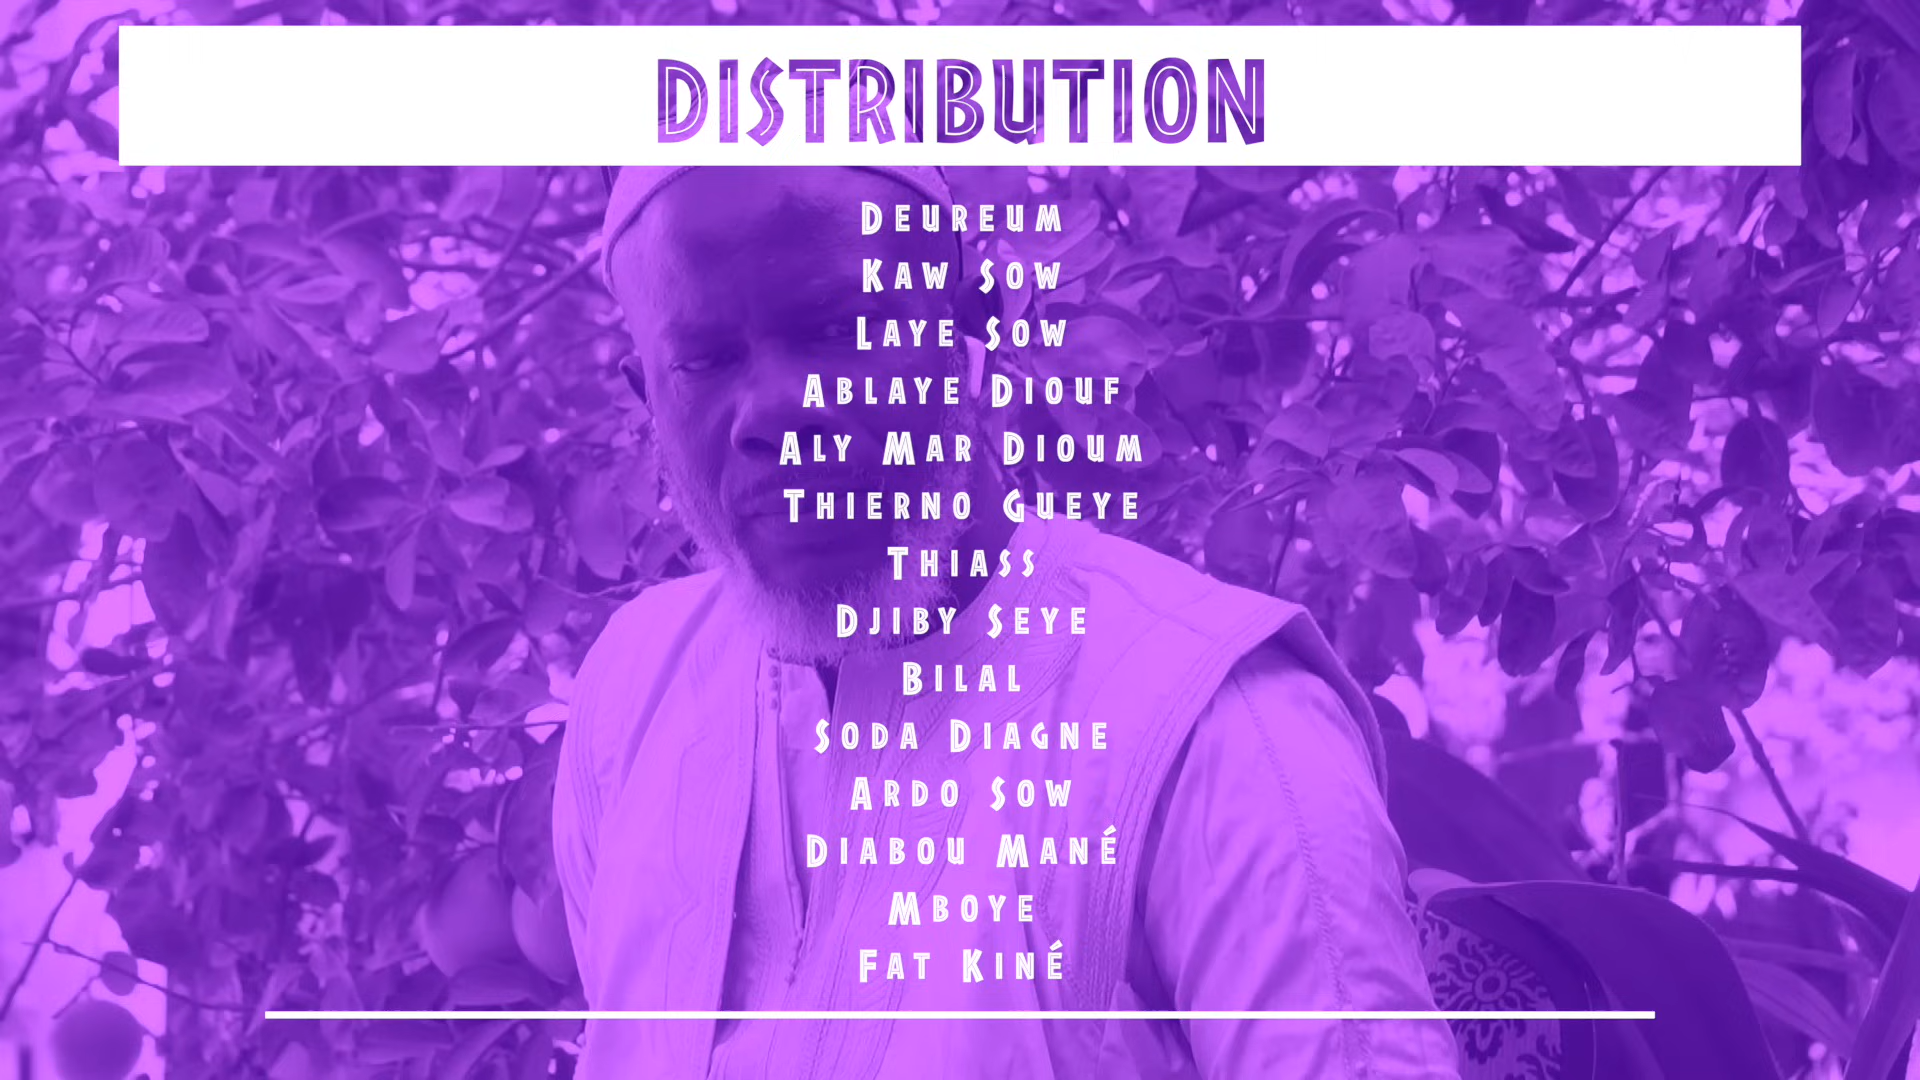 DISTRIBUTION
DEUREUM
KAW SOW
LAYE SOW
ABLAYE DIOUF
ALY MAR DIOUM
THIERNO GUEYE
THIASS
DJIBY SEYE
BILAL
SODA DIAGNE
ARDO SOW
DIABOU MANÉ
MBOYE
FAT KINÉ